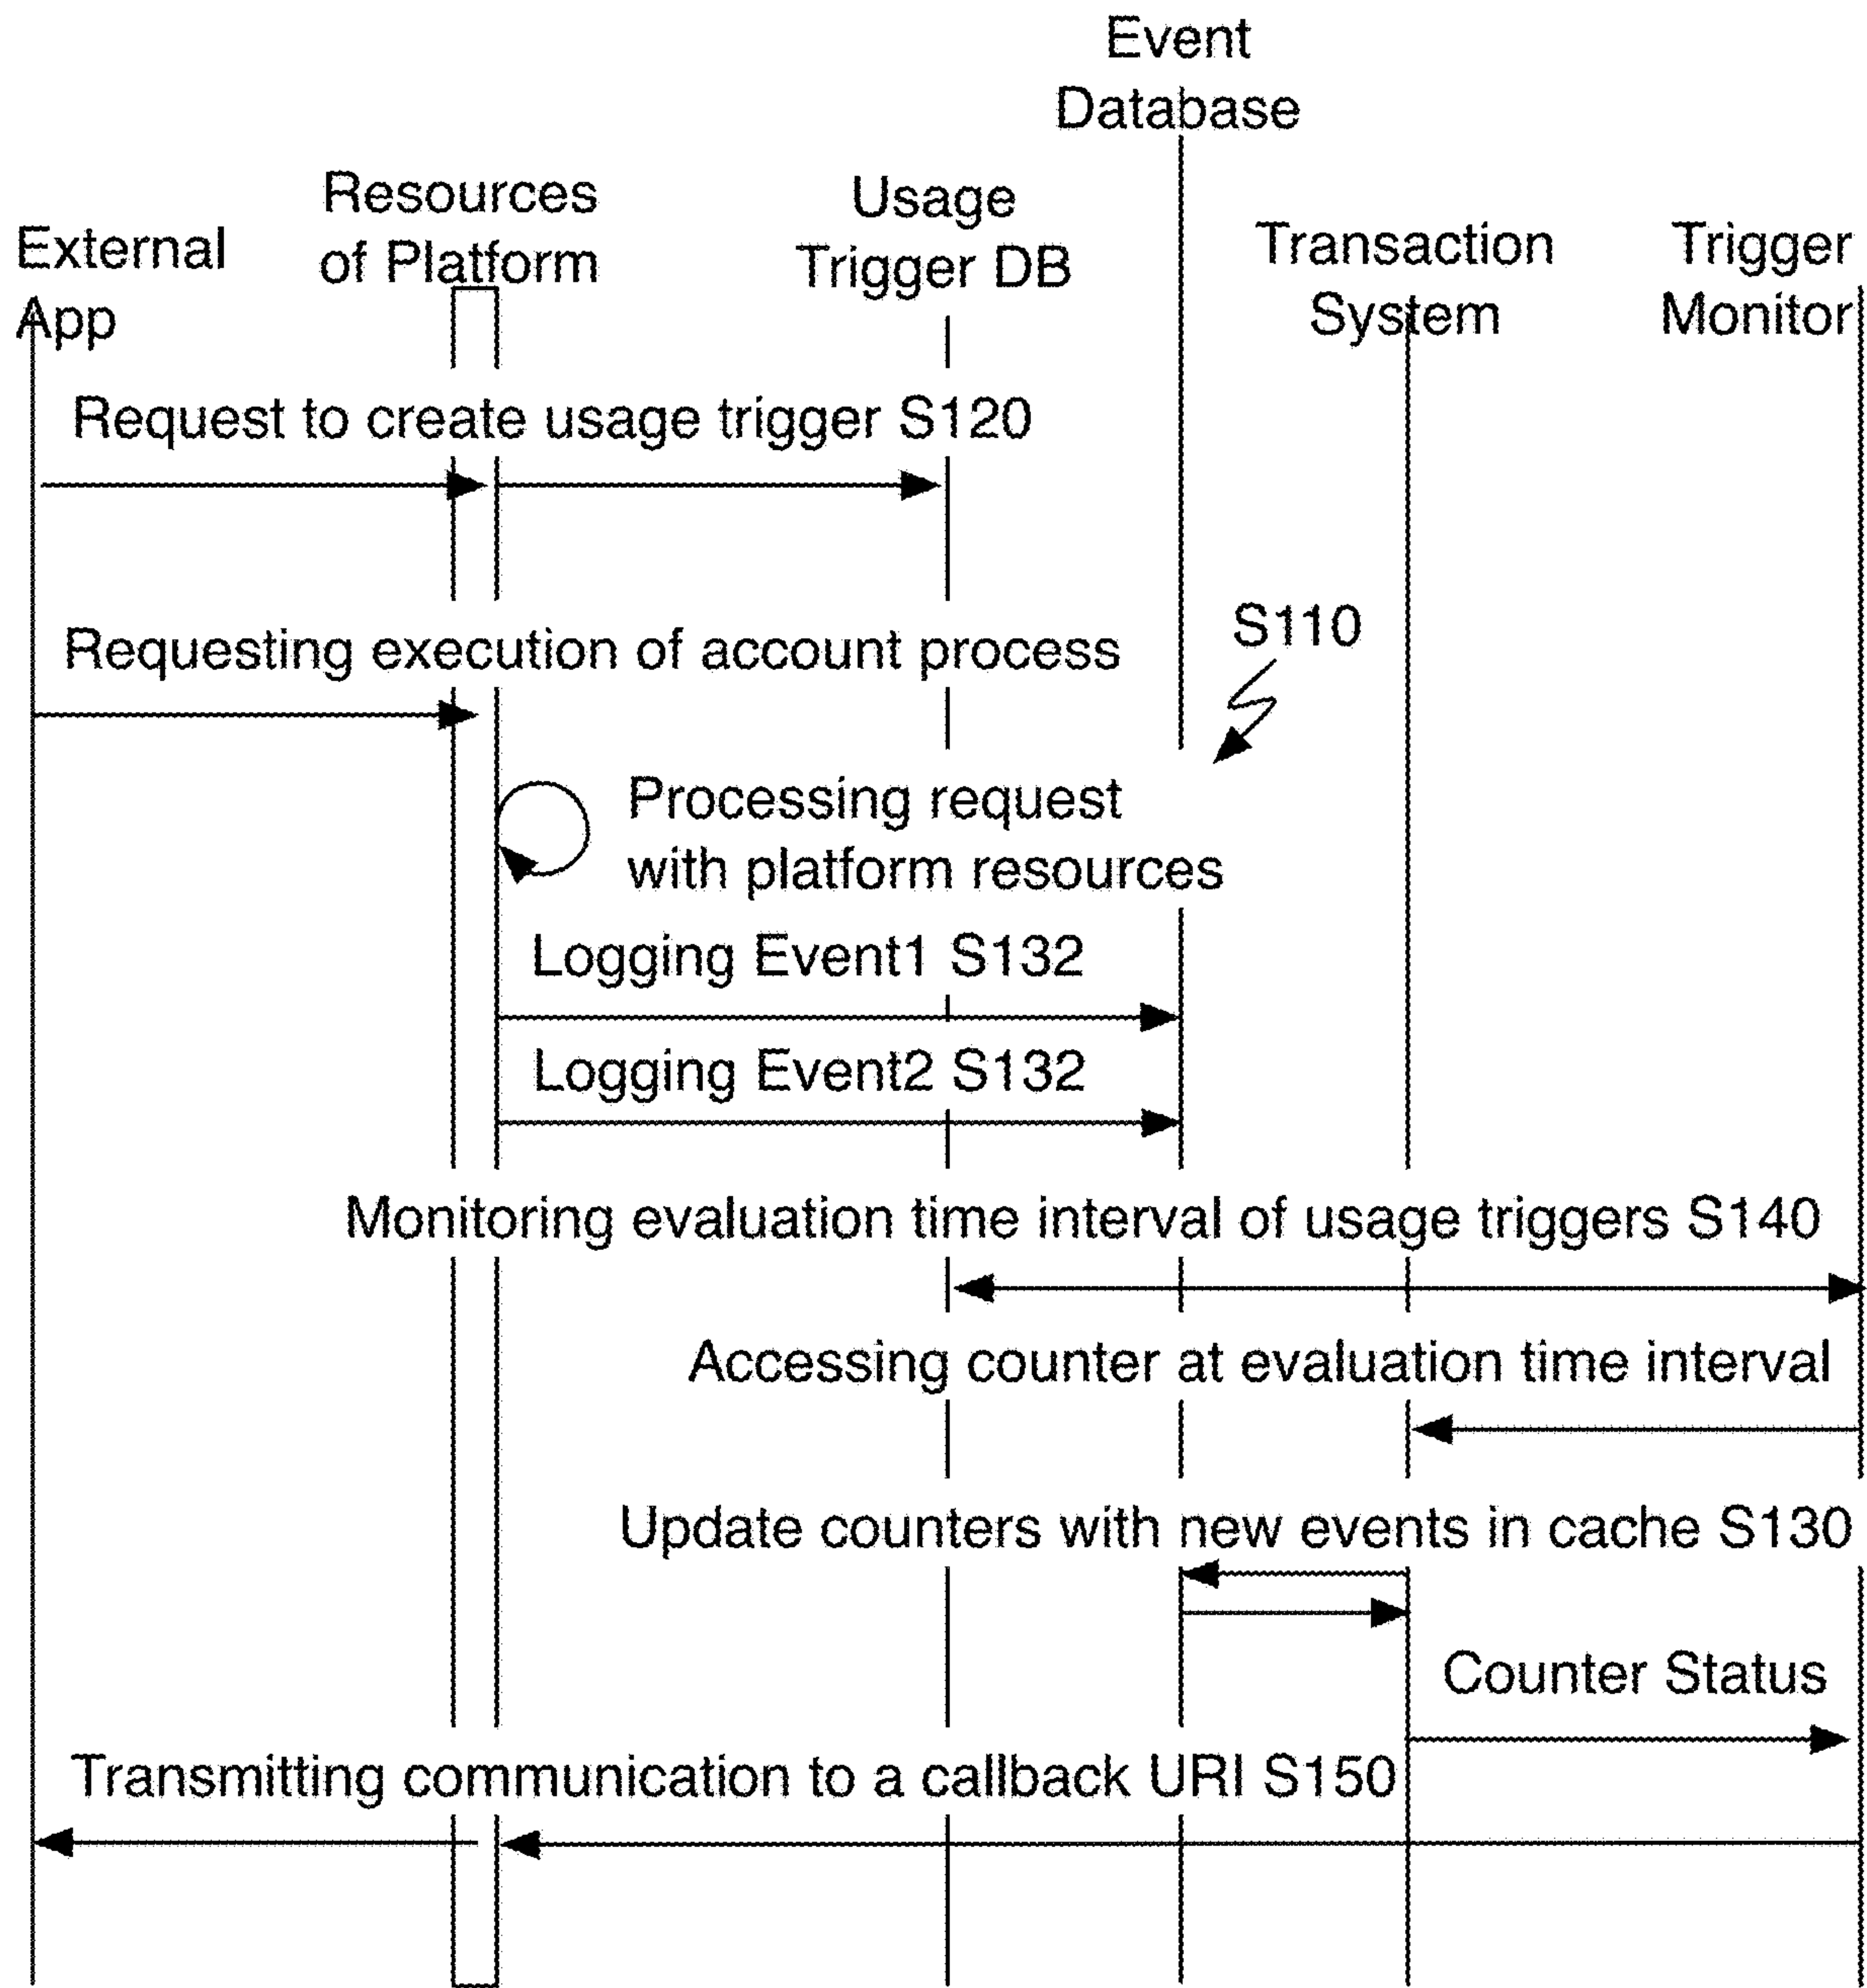 Event
Database
Resources
of Platform
Usage
Trigger DB
External
App
Transaction
System
Trigger
Monitor
Request to create usage trigger S120
S110
Requesting execution of account process
Processing request
with platform resources
Logging Event1 S132
Logging Event2 S132
Monitoring evaluation time interval of usage triggers S140
Accessing counter at evaluation time interval
Update counters with new events in cache S130
Counter Status
Transmitting communication to a callback URI S150